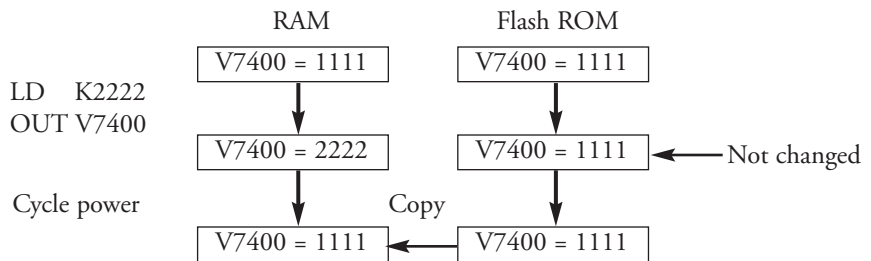 RAM Flash ROM
V7400 = 1111 V7400 = 1111
LD K2222
OUT V7400
V7400 = 2222 V7400 = 1111 Not changed
Cycle power Copy
V7400 = 1111 V7400 = 1111